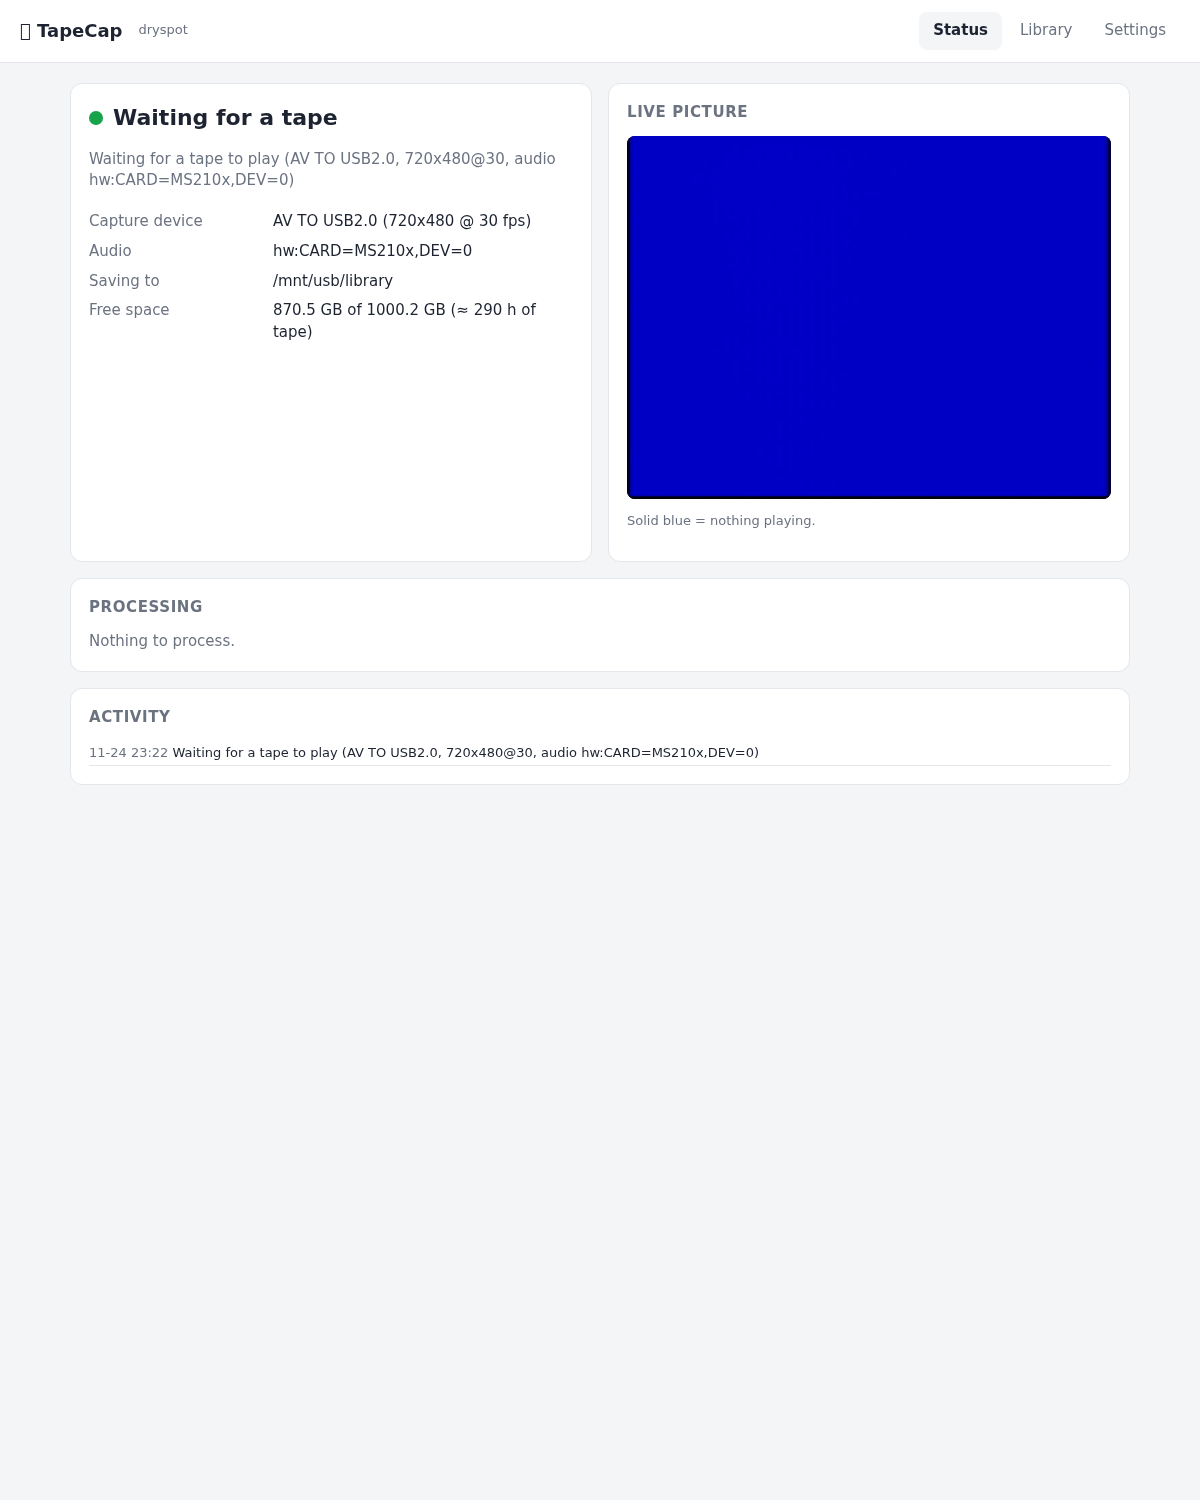 TapeCap dryspot Status Library Settings
Waiting for a tape
Waiting for a tape to play (AV TO USB2.0, 720x480@30, audio
hw:CARD=MS210x,DEV=0)
Capture device AV TO USB2.0 (720x480 @ 30 fps)
Audio hw:CARD=MS210x,DEV=0
Saving to /mnt/usb/library
Free space 870.5 GB of 1000.2 GB (≈ 290 h of
tape)
LIVE PICTURE
Solid blue = nothing playing.
PROCESSING
Nothing to process.
ACTIVITY
11-24 23:22 Waiting for a tape to play (AV TO USB2.0, 720x480@30, audio hw:CARD=MS210x,DEV=0)